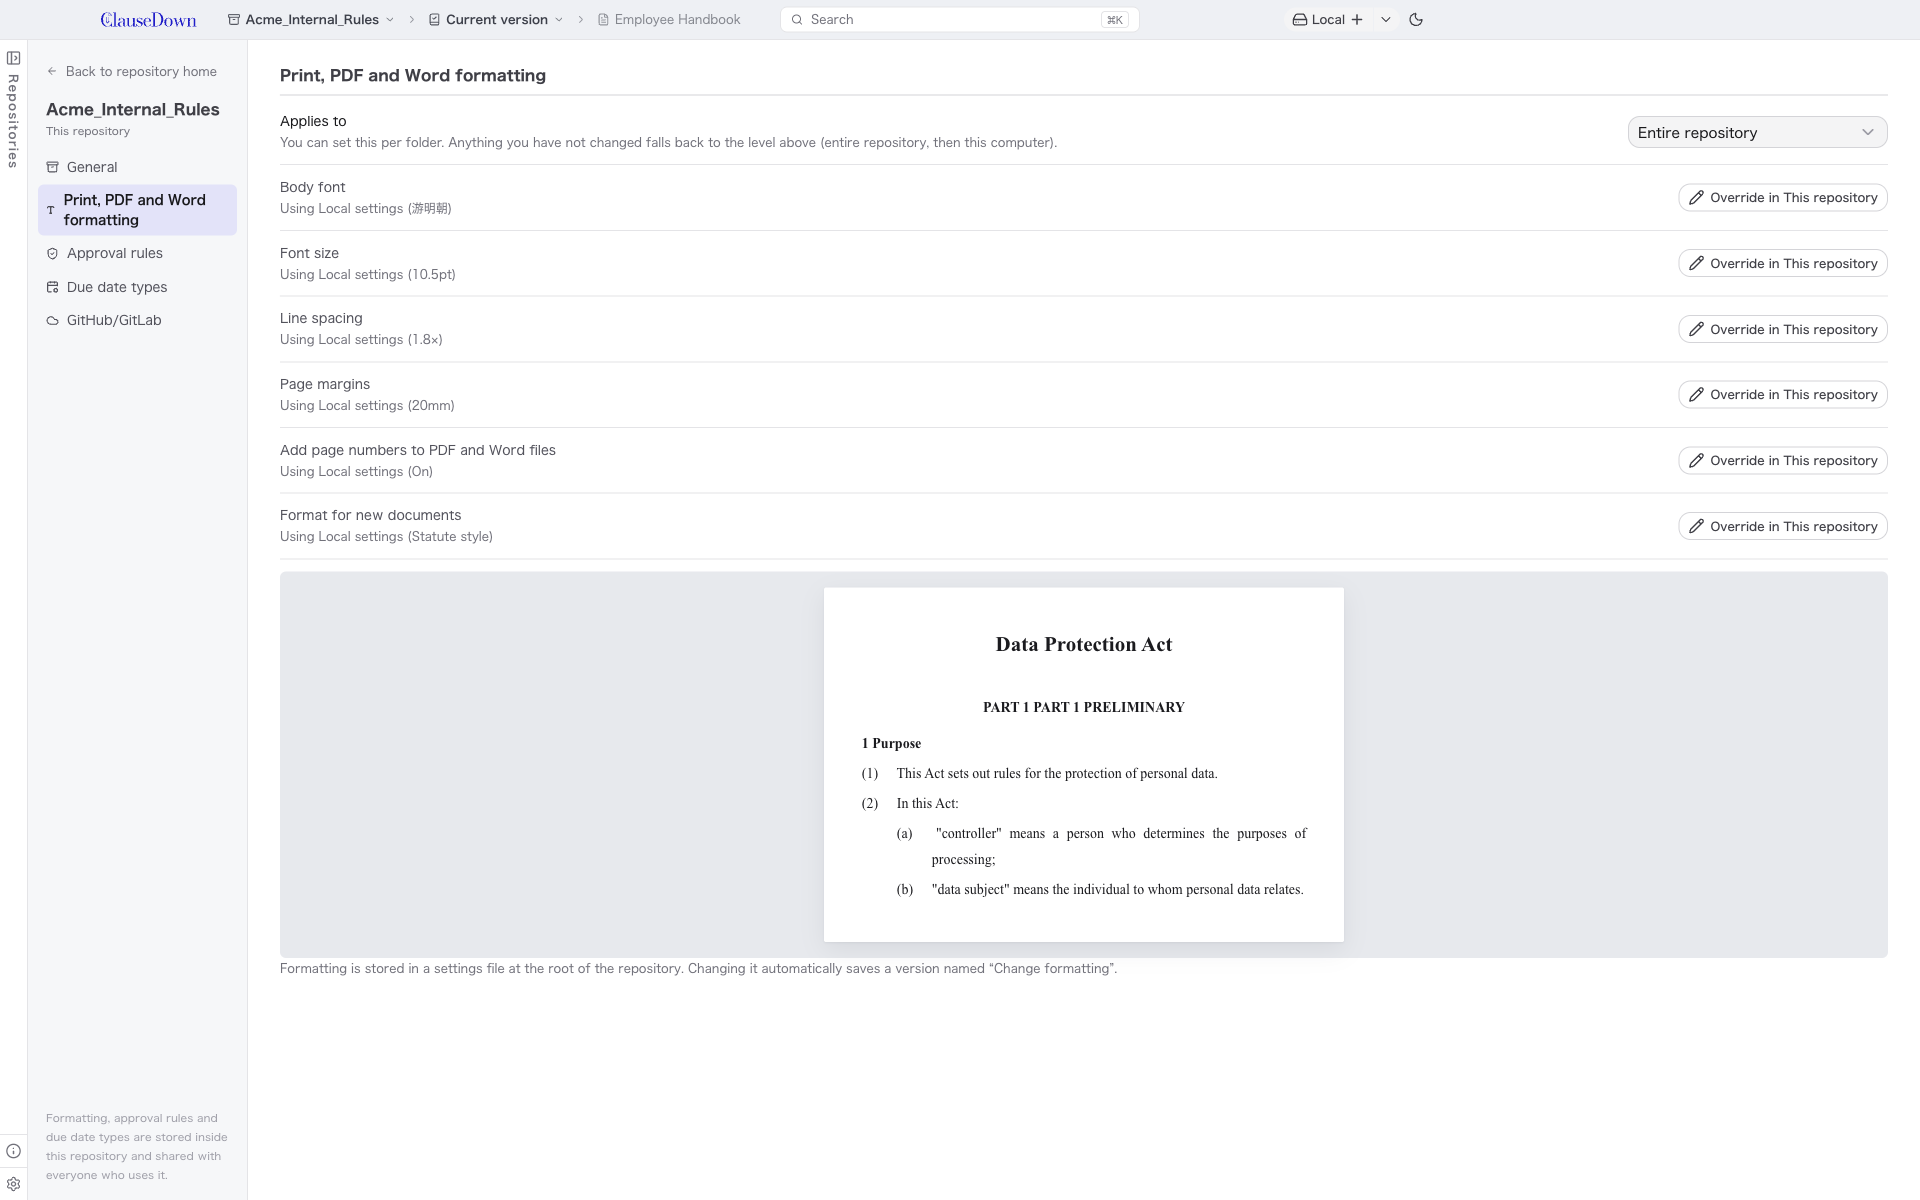 ClauseDown
Acme_Internal_Rules
Current version
Employee Handbook
Search
⌘K
Local
Repositories
Back to repository home
Acme_Internal_Rules
This repository
General
Print, PDF and Word
formatting
Approval rules
Due date types
GitHub/GitLab
Formatting, approval rules and
due date types are stored inside
this repository and shared with
everyone who uses it.
Print, PDF and Word formatting
Applies to
You can set this per folder. Anything you have not changed falls back to the level above (entire repository, then this computer).
Entire repository
Body font
Using Local settings (游明朝)
Override in This repository
Font size
Using Local settings (10.5pt)
Override in This repository
Line spacing
Using Local settings (1.8×)
Override in This repository
Page margins
Using Local settings (20mm)
Override in This repository
Add page numbers to PDF and Word files
Using Local settings (On)
Override in This repository
Format for new documents
Using Local settings (Statute style)
Override in This repository
Data Protection Act
PART 1 PART 1 PRELIMINARY
1 Purpose
(1) This Act sets out rules for the protection of personal data.
(2) In this Act:
(a) "controller" means a person who determines the purposes of
processing;
(b) "data subject" means the individual to whom personal data relates.
Formatting is stored in a settings file at the root of the repository. Changing it automatically saves a version named “Change formatting”.